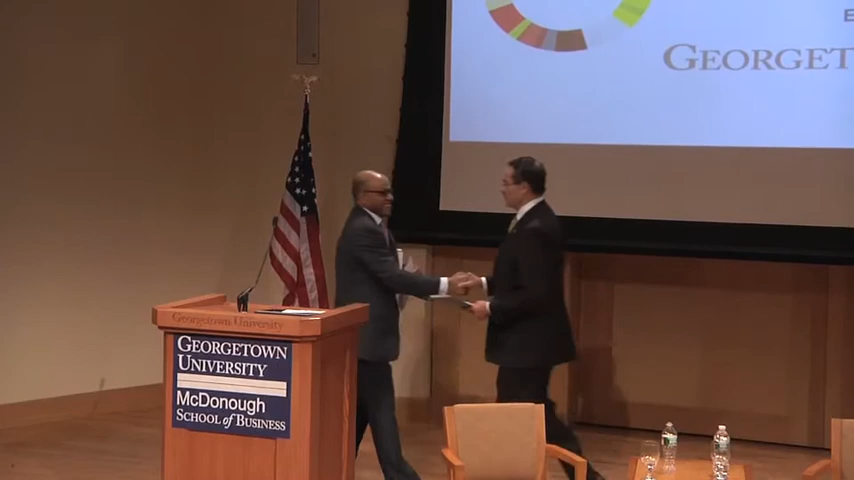 E
GEORGET
Georgetown University
GEORGETOWN
UNIVERSITY
McDonough
SCHOOL of BUSINESS